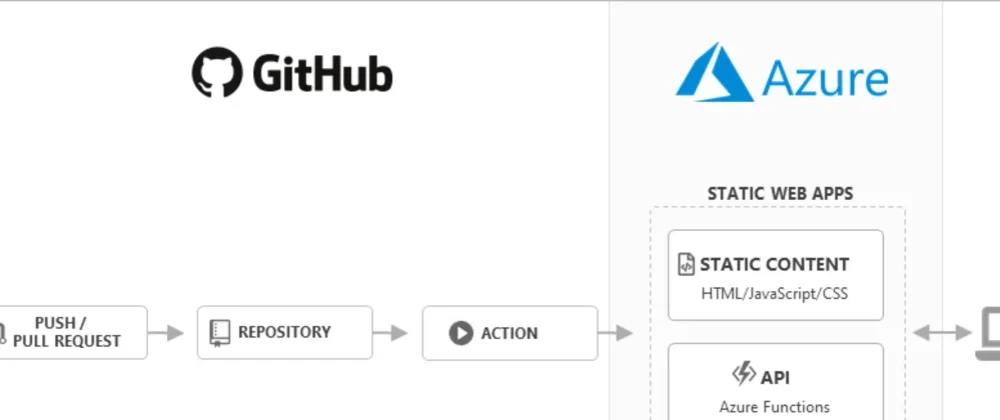 GitHub
Azure
STATIC WEB APPS
STATIC CONTENT
HTML/JavaScript/CSS
PUSH /
PULL REQUEST
REPOSITORY
ACTION
API
Azure Functions